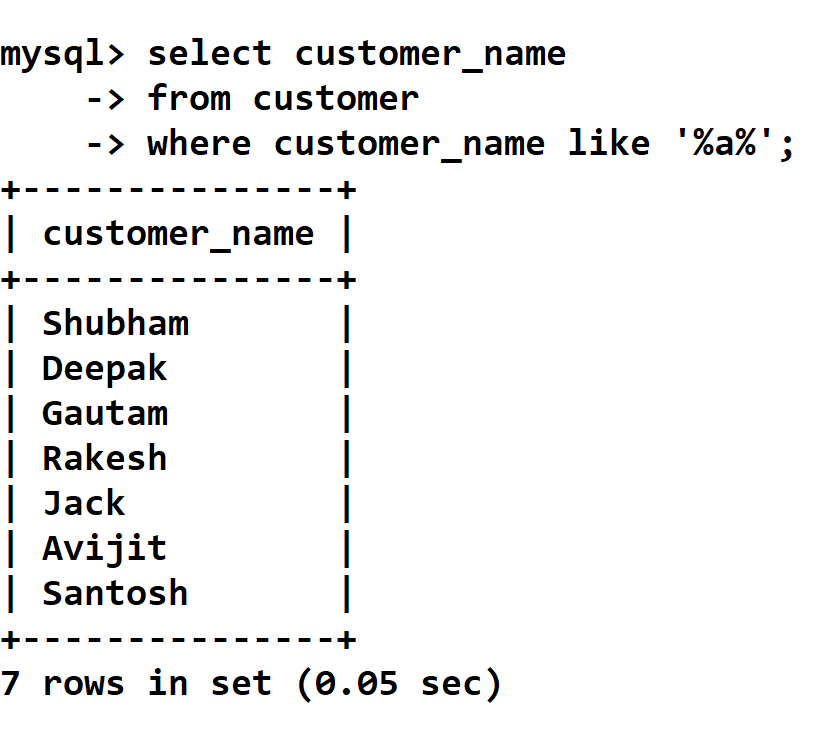 mysql> select customer_name
    -> from customer
    -> where customer_name like '%a%';
+---------------+
| customer_name |
+---------------+
| Shubham       |
| Deepak        |
| Gautam        |
| Rakesh        |
| Jack          |
| Avijit        |
| Santosh       |
+---------------+
7 rows in set (0.05 sec)